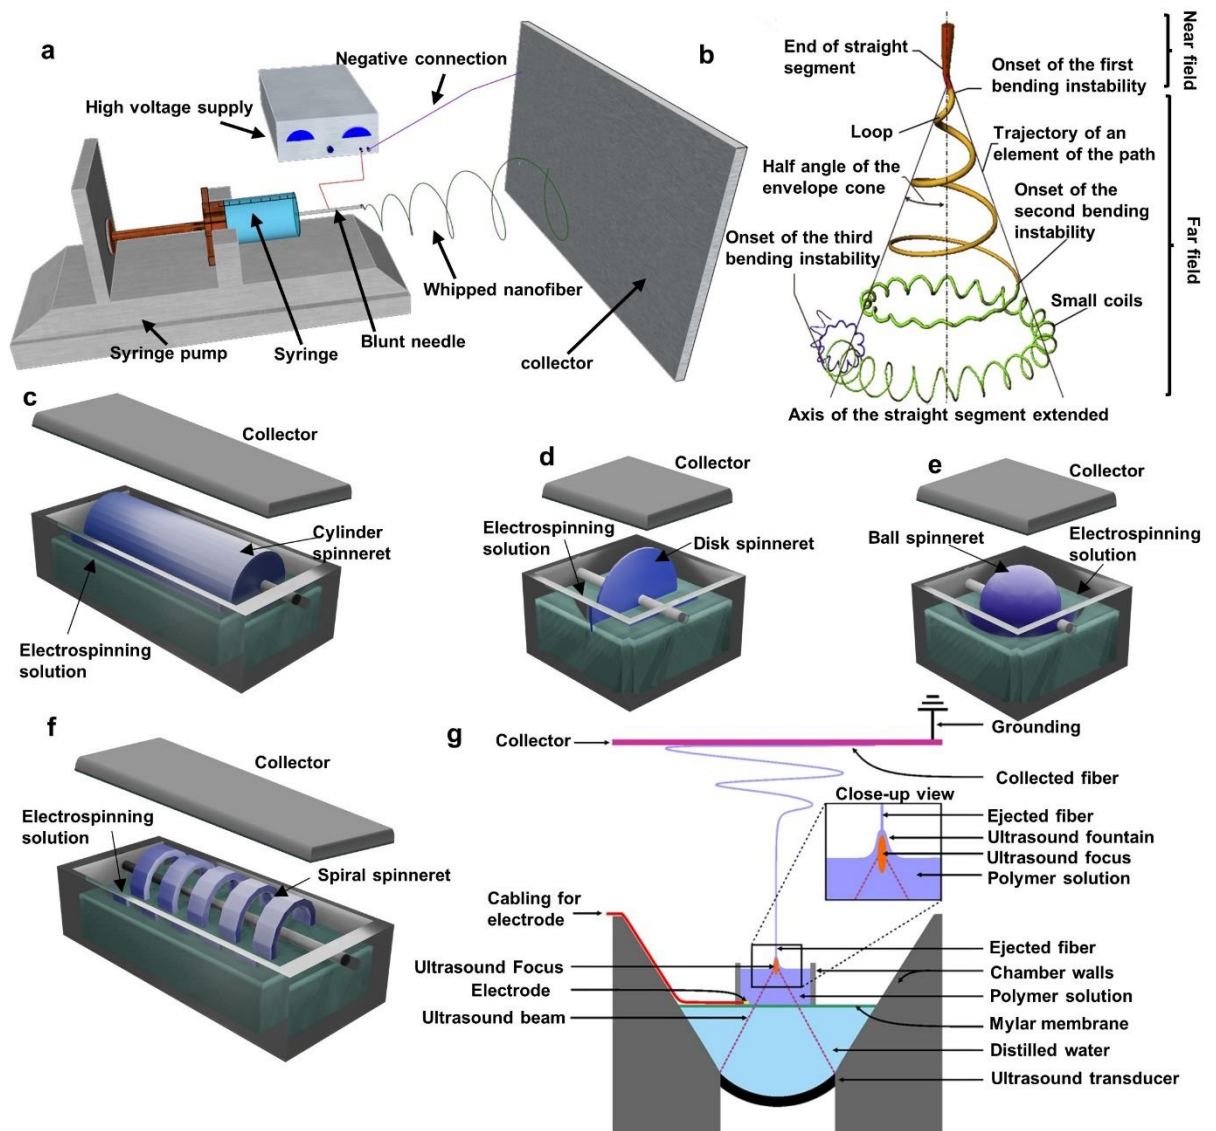 a
Negative connection
High voltage supply
Whipped nanofiber
Blunt needle
Syringe
Syringe pump
collector
b
End of straight
segment
Near field
Onset of the first
bending instability
Loop
Trajectory of an
element of the path
Half angle of the
envelope cone
Onset of the
second bending
instability
Onset of the third
bending instability
Far field
Small coils
Axis of the straight segment extended
c
Collector
Cylinder
spinneret
Electrospinning
solution
d
Collector
Electrospinning
solution
Disk spinneret
e
Collector
Ball spinneret
Electrospinning
solution
f
Collector
Electrospinning
solution
Spiral spinneret
g
Collector
Grounding
Collected fiber
Close-up view
Ejected fiber
Ultrasound fountain
Ultrasound focus
Polymer solution
Cabling for
electrode
Ejected fiber
Ultrasound Focus
Chamber walls
Electrode
Polymer solution
Ultrasound beam
Mylar membrane
Distilled water
Ultrasound transducer